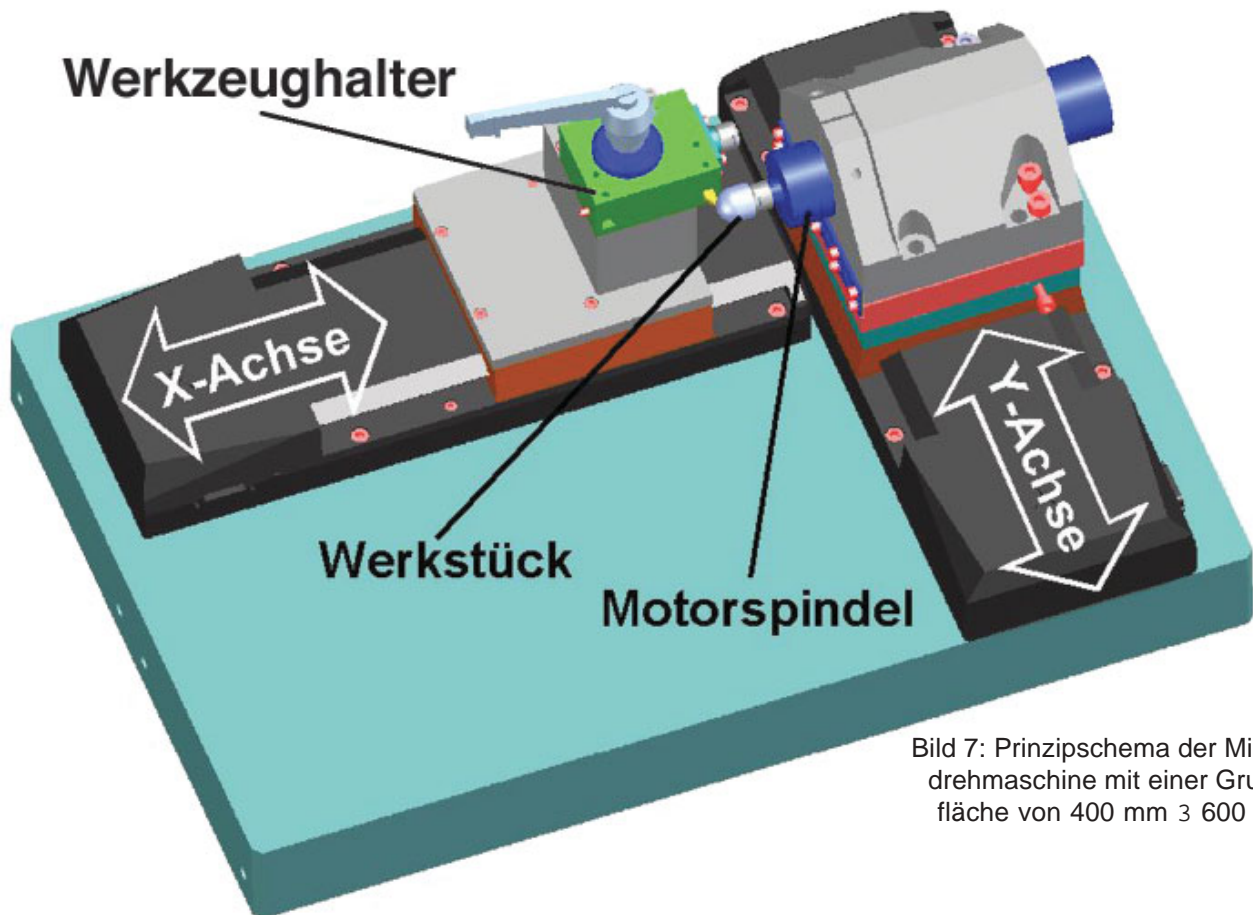 Werkzeughalter
X-Achse
Y-Achse
Werkstück
Motorspindel
Bild 7: Prinzipschema der Mi
drehmaschine mit einer Gru
fläche von 400 mm 3 600